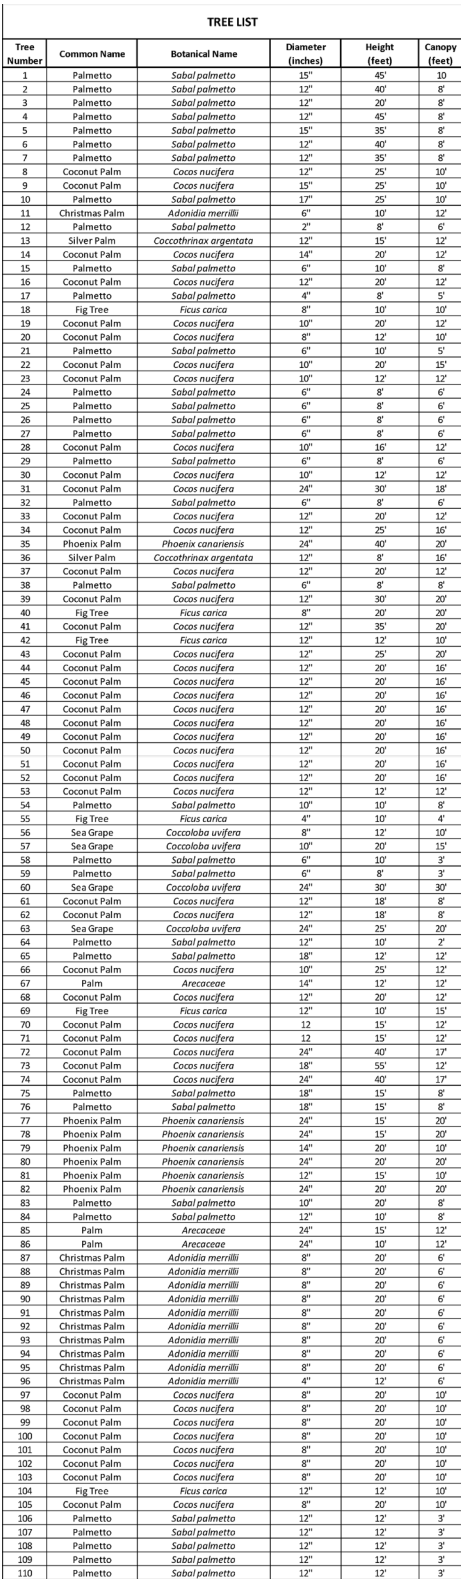 TREE LIST
Tree Number Common Name Botanical Name Diameter (inches) Height (feet) Canopy (feet)
1 Palmetto Sabal palmetto 15" 45' 10
2 Palmetto Sabal palmetto 12" 40' 8'
3 Palmetto Sabal palmetto 12" 20' 8'
4 Palmetto Sabal palmetto 12" 45' 8'
5 Palmetto Sabal palmetto 15" 35' 8'
6 Palmetto Sabal palmetto 12" 40' 8'
7 Palmetto Sabal palmetto 12" 35' 8'
8 Coconut Palm Cocos nucifera 12" 25' 10'
9 Coconut Palm Cocos nucifera 15" 25' 10'
10 Palmetto Sabal palmetto 17" 25' 10'
11 Christmas Palm Adonidia merrillii 6" 10' 12'
12 Palmetto Sabal palmetto 2" 8' 6'
13 Silver Palm Coccothrinax argentata 12" 15' 12'
14 Coconut Palm Cocos nucifera 14" 20' 12'
15 Palmetto Sabal palmetto 6" 10' 8'
16 Coconut Palm Cocos nucifera 12" 20' 12'
17 Palmetto Sabal palmetto 4" 8' 5'
18 Fig Tree Ficus carica 8" 10' 10'
19 Coconut Palm Cocos nucifera 10" 20' 12'
20 Coconut Palm Cocos nucifera 8" 12' 10'
21 Palmetto Sabal palmetto 6" 10' 5'
22 Coconut Palm Cocos nucifera 10" 20' 15'
23 Coconut Palm Cocos nucifera 10" 12' 12'
24 Palmetto Sabal palmetto 6" 8' 6'
25 Palmetto Sabal palmetto 6" 8' 6'
26 Palmetto Sabal palmetto 6" 8' 6'
27 Palmetto Sabal palmetto 6" 8' 6'
28 Coconut Palm Cocos nucifera 10" 16' 12'
29 Palmetto Sabal palmetto 6" 8' 6'
30 Coconut Palm Cocos nucifera 10" 12' 12'
31 Coconut Palm Cocos nucifera 24" 30' 18'
32 Palmetto Sabal palmetto 6" 8' 6'
33 Coconut Palm Cocos nucifera 12" 20' 12'
34 Coconut Palm Cocos nucifera 12" 25' 16'
35 Phoenix Palm Phoenix canariensis 24" 40' 20'
36 Silver Palm Coccothrinax argentata 12" 8' 16'
37 Coconut Palm Cocos nucifera 12" 20' 12'
38 Palmetto Sabal palmetto 6" 8' 8'
39 Coconut Palm Cocos nucifera 12" 30' 20'
40 Fig Tree Ficus carica 8" 20' 20'
41 Coconut Palm Cocos nucifera 12" 35' 20'
42 Fig Tree Ficus carica 12" 12' 10'
43 Coconut Palm Cocos nucifera 12" 25' 20'
44 Coconut Palm Cocos nucifera 12" 20' 16'
45 Coconut Palm Cocos nucifera 12" 20' 16'
46 Coconut Palm Cocos nucifera 12" 20' 16'
47 Coconut Palm Cocos nucifera 12" 20' 16'
48 Coconut Palm Cocos nucifera 12" 20' 16'
49 Coconut Palm Cocos nucifera 12" 20' 16'
50 Coconut Palm Cocos nucifera 12" 20' 16'
51 Coconut Palm Cocos nucifera 12" 20' 16'
52 Coconut Palm Cocos nucifera 12" 20' 16'
53 Coconut Palm Cocos nucifera 12" 12' 12'
54 Palmetto Sabal palmetto 10" 10' 8'
55 Fig Tree Ficus carica 4" 10' 4'
56 Sea Grape Coccoloba uvifera 8" 12' 10'
57 Sea Grape Coccoloba uvifera 10" 20' 15'
58 Palmetto Sabal palmetto 6" 10' 3'
59 Palmetto Sabal palmetto 6" 8' 3'
60 Sea Grape Coccoloba uvifera 24" 30' 30'
61 Coconut Palm Cocos nucifera 12" 18' 8'
62 Coconut Palm Cocos nucifera 12" 18' 8'
63 Sea Grape Coccoloba uvifera 24" 25' 20'
64 Palmetto Sabal palmetto 12" 10' 2'
65 Palmetto Sabal palmetto 18" 12' 12'
66 Coconut Palm Cocos nucifera 10" 25' 12'
67 Palm Arecaceae 14" 12' 12'
68 Coconut Palm Cocos nucifera 12" 20' 12'
69 Fig Tree Ficus carica 12" 10' 15'
70 Coconut Palm Cocos nucifera 12 15' 12'
71 Coconut Palm Cocos nucifera 12 15' 12'
72 Coconut Palm Cocos nucifera 24" 40' 17'
73 Coconut Palm Cocos nucifera 18" 55' 12'
74 Coconut Palm Cocos nucifera 24" 40' 17'
75 Palmetto Sabal palmetto 18" 15' 8'
76 Palmetto Sabal palmetto 18" 15' 8'
77 Phoenix Palm Phoenix canariensis 24" 15' 20'
78 Phoenix Palm Phoenix canariensis 24" 15' 20'
79 Phoenix Palm Phoenix canariensis 14" 20' 10'
80 Phoenix Palm Phoenix canariensis 24" 20' 20'
81 Phoenix Palm Phoenix canariensis 12" 15' 10'
82 Phoenix Palm Phoenix canariensis 24" 20' 20'
83 Palmetto Sabal palmetto 10" 20' 8'
84 Palmetto Sabal palmetto 12" 10' 8'
85 Palm Arecaceae 24" 15' 12'
86 Palm Arecaceae 24" 10' 12'
87 Christmas Palm Adonidia merrillii 8" 20' 6'
88 Christmas Palm Adonidia merrillii 8" 20' 6'
89 Christmas Palm Adonidia merrillii 8" 20' 6'
90 Christmas Palm Adonidia merrillii 8" 20' 6'
91 Christmas Palm Adonidia merrillii 8" 20' 6'
92 Christmas Palm Adonidia merrillii 8" 20' 6'
93 Christmas Palm Adonidia merrillii 8" 20' 6'
94 Christmas Palm Adonidia merrillii 8" 20' 6'
95 Christmas Palm Adonidia merrillii 8" 20' 6'
96 Christmas Palm Adonidia merrillii 4" 12' 6'
97 Coconut Palm Cocos nucifera 8" 20' 10'
98 Coconut Palm Cocos nucifera 8" 20' 10'
99 Coconut Palm Cocos nucifera 8" 20' 10'
100 Coconut Palm Cocos nucifera 8" 20' 10'
101 Coconut Palm Cocos nucifera 8" 20' 10'
102 Coconut Palm Cocos nucifera 8" 20' 10'
103 Coconut Palm Cocos nucifera 8" 20' 10'
104 Fig Tree Ficus carica 12" 12' 10'
105 Coconut Palm Cocos nucifera 8" 20' 10'
106 Palmetto Sabal palmetto 12" 12' 3'
107 Palmetto Sabal palmetto 12" 12' 3'
108 Palmetto Sabal palmetto 12" 12' 3'
109 Palmetto Sabal palmetto 12" 12' 3'
110 Palmetto Sabal palmetto 12" 12' 3'